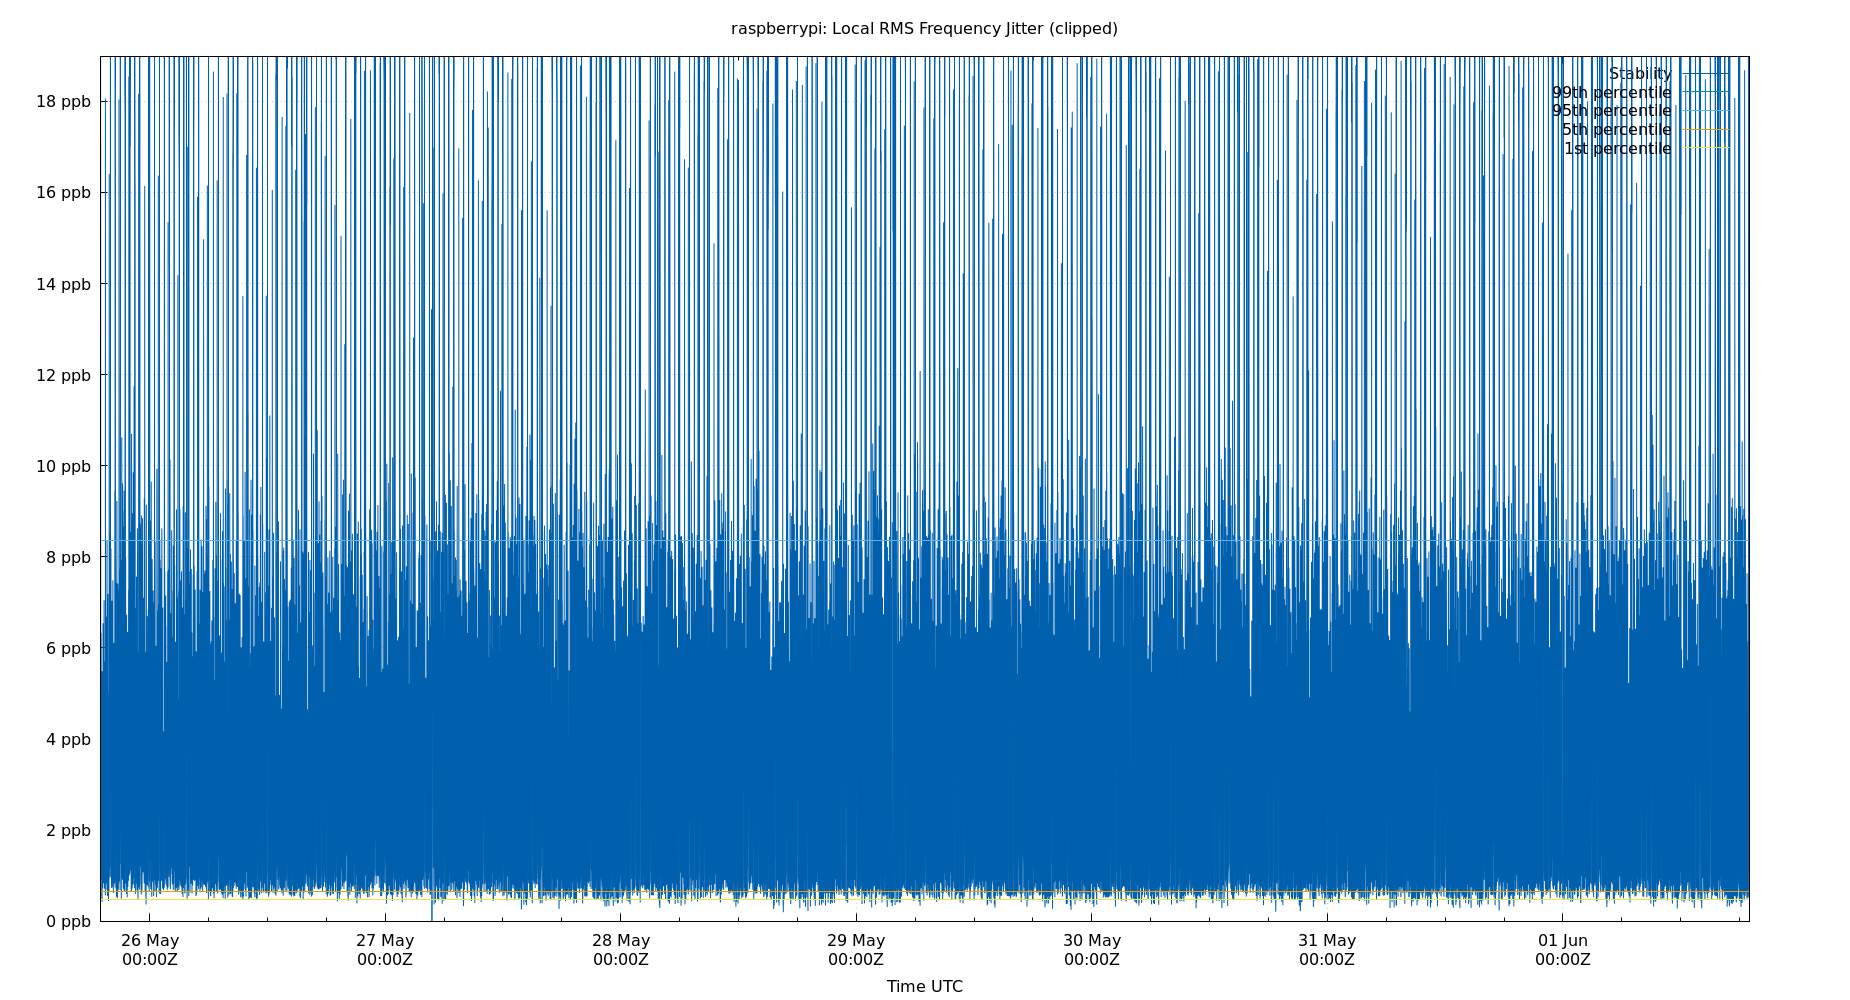 raspberrypi: Local RMS Frequency Jitter (clipped)
Stability
99th percentile
95th percentile
5th percentile
1st percentile
18 ppb
16 ppb
14 ppb
12 ppb
10 ppb
8 ppb
6 ppb
4 ppb
2 ppb
0 ppb
26 May 27 May 28 May 29 May 30 May 31 May 01 Jun
00:00Z 00:00Z 00:00Z 00:00Z 00:00Z 00:00Z 00:00Z
Time UTC